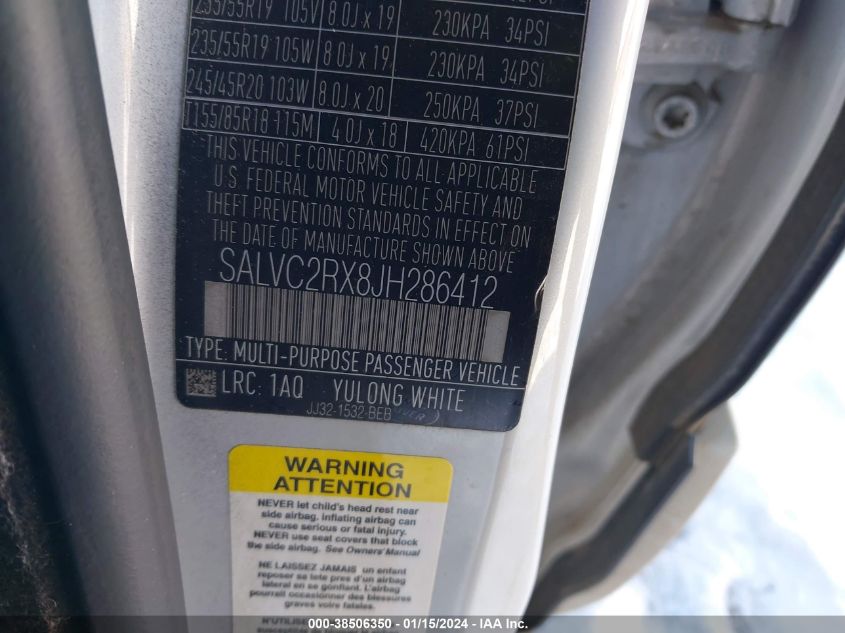 235/55R19 105V 8.0J x 19 230KPA 34PSI
235/55R19 105W 8.0J x 19 230KPA 34PSI
245/45R20 103W 8.0J x 20 250KPA 37PSI
T155/85R18 115M 4.0J x 18 420KPA 61PSI
THIS VEHICLE CONFORMS TO ALL APPLICABLE
U.S. FEDERAL MOTOR VEHICLE SAFETY AND
THEFT PREVENTION STANDARDS IN EFFECT ON
THE DATE OF MANUFACTURE SHOWN ABOVE
SALVC2RX8JH286412
TYPE: MULTI-PURPOSE PASSENGER VEHICLE
LRC: 1AQ YULONG WHITE
JJ32-1532-BEB
WARNING
ATTENTION
NEVER let child's head rest near
side airbag. inflating airbag can
cause serious or fatal injury.
NEVER use seat covers that block
the side airbag. See Owners' Manual
NE LAISSEZ JAMAIS un enfant
reposer sa tete pres d'un airbag
lateral en se gonflant. L'airbag
pourrait occasionner des blessures
graves voire fatales.
N'UTILISE
000-38506350 - 01/15/2024 - IAA Inc.